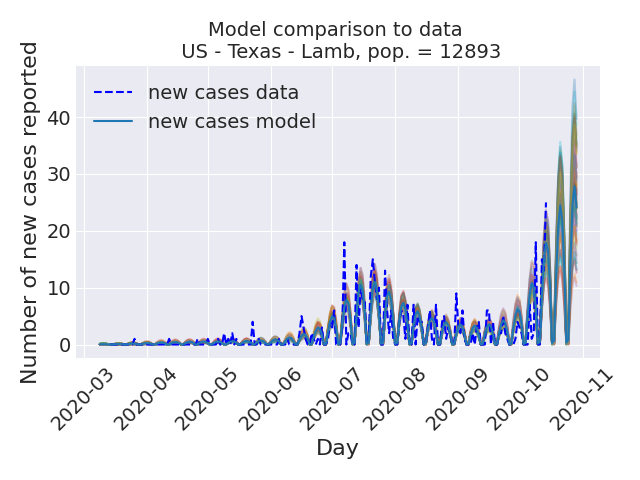 Model comparison to data
US - Texas - Lamb, pop. = 12893
Number of new cases reported
40
30
20
10
0
new cases data
new cases model
2020-03
2020-04
2020-05
2020-06
2020-07
2020-08
2020-09
2020-10
2020-11
Day